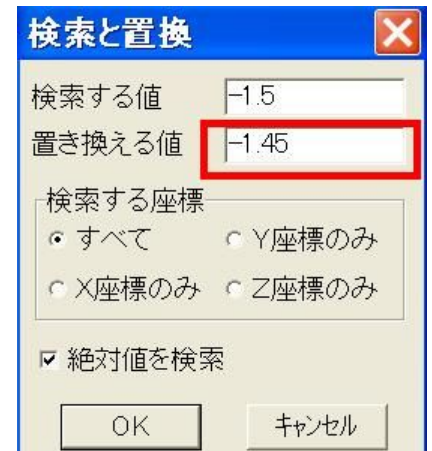 検索と置換
検索する値 -1.5
置き換える値 -1.45
検索する座標
すべて Y座標のみ
X座標のみ Z座標のみ
絶対値を検索
OK キャンセル